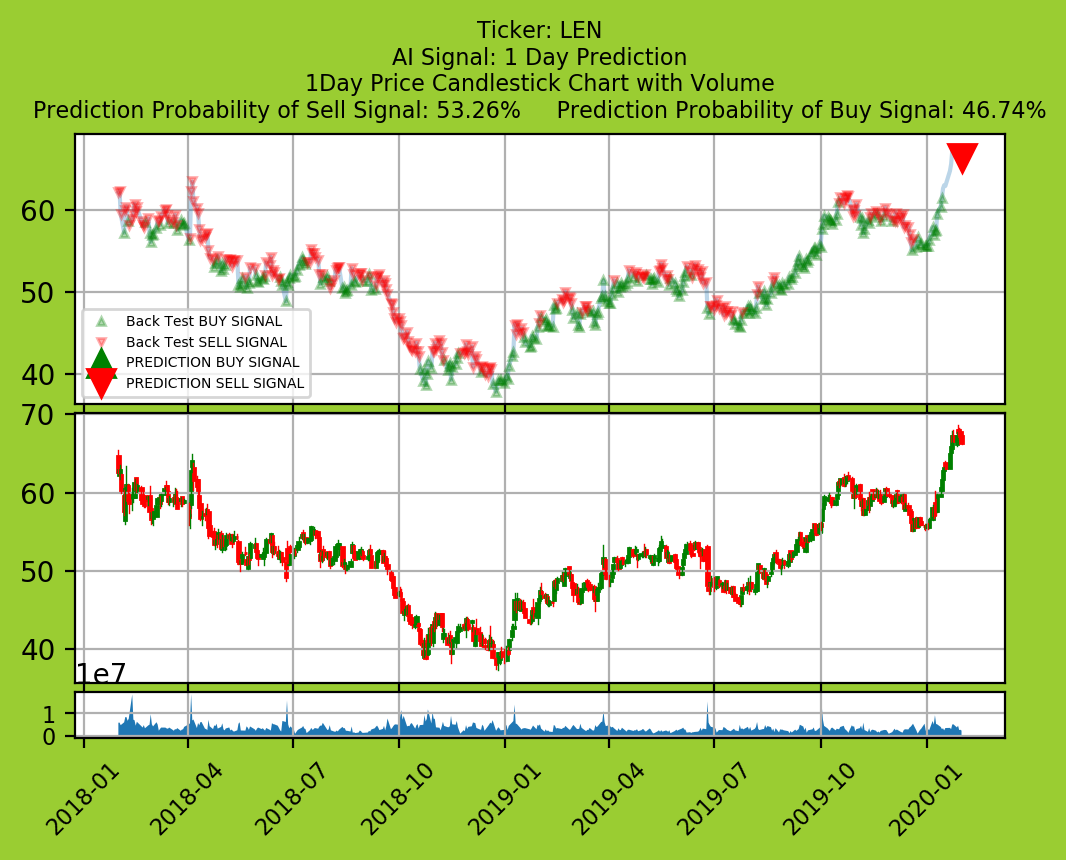 Ticker: LEN
AI Signal: 1 Day Prediction
1Day Price Candlestick Chart with Volume
Prediction Probability of Sell Signal: 53.26% Prediction Probability of Buy Signal: 46.74%
60
50
40
Back Test BUY SIGNAL
Back Test SELL SIGNAL
PREDICTION BUY SIGNAL
PREDICTION SELL SIGNAL
70
60
50
40
1e7
1
0
2018-01 2018-04 2018-07 2018-10 2019-01 2019-04 2019-07 2019-10 2020-01